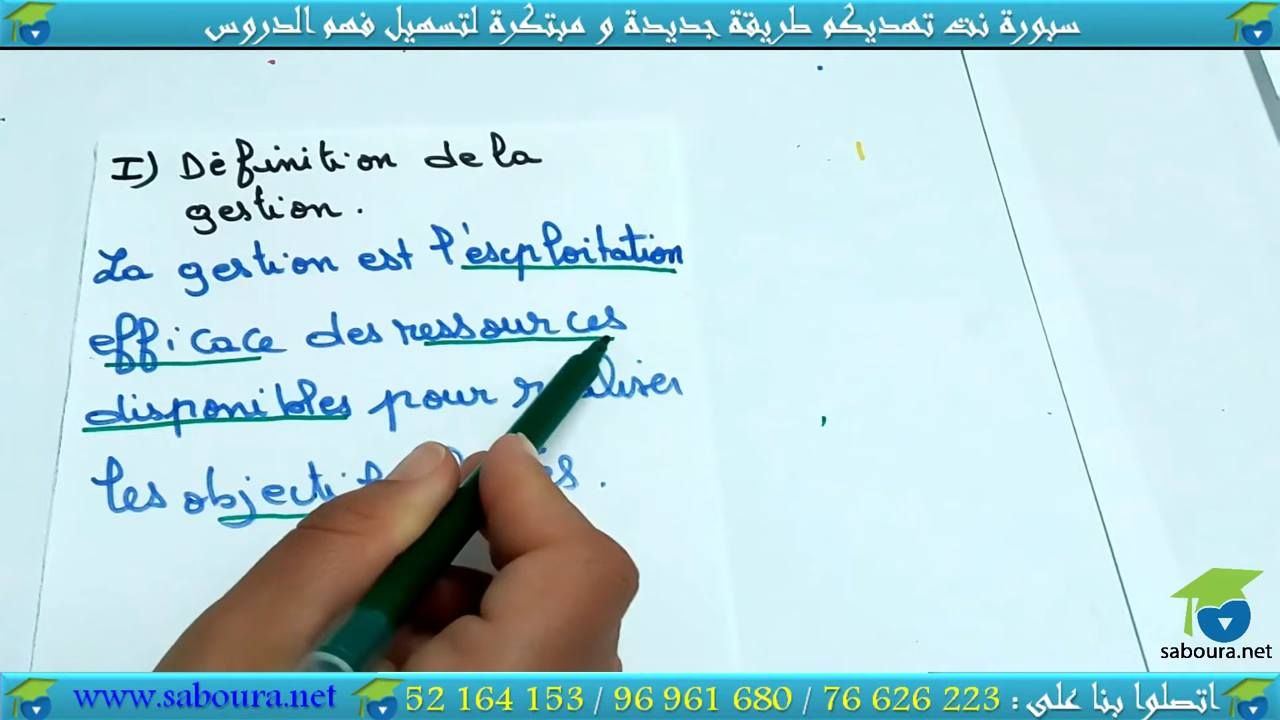 سبورة نت تهديكم طريقة جديدة و مبتكرة لتسهيل فهم الدروس
I) Définition de la
gestion.
La gestion est l'exploitation
efficace des ressources
disponibles pour
les
saboura.net
www.saboura.net
52 164 153 / 96 961 680 / 76 626 223 : اتصلوا بنا على